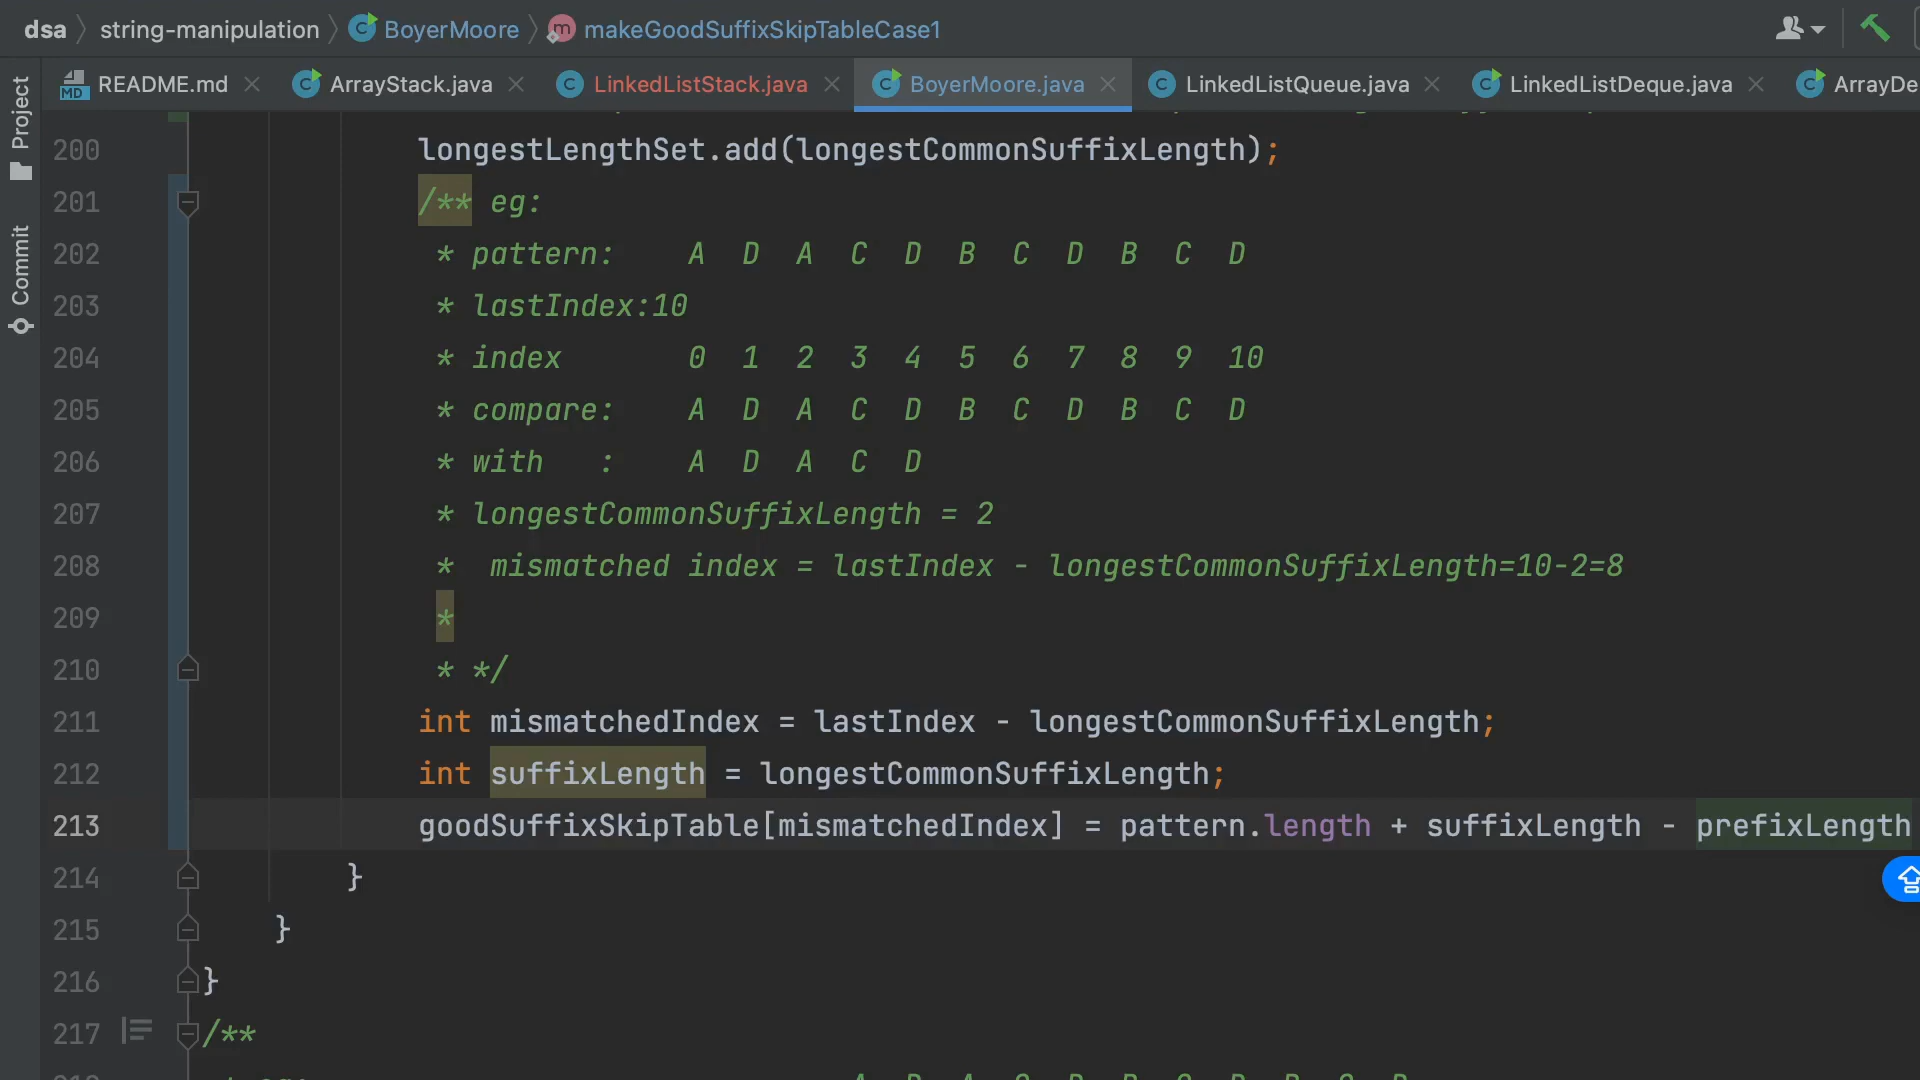 dsa string-manipulation BoyerMoore makeGoodSuffixSkipTableCase1
README.md ArrayStack.java LinkedListStack.java BoyerMoore.java LinkedListQueue.java LinkedListDeque.java ArrayDe
Project
Commit
200 longestLengthSet.add(longestCommonSuffixLength);
201 /** eg:
202 * pattern: A D A C D B C D B C D
203 * lastIndex:10
204 * index 0 1 2 3 4 5 6 7 8 9 10
205 * compare: A D A C D B C D B C D
206 * with : A D A C D
207 * longestCommonSuffixLength = 2
208 * mismatched index = lastIndex - longestCommonSuffixLength=10-2=8
209 *
210 * */
211 int mismatchedIndex = lastIndex - longestCommonSuffixLength;
212 int suffixLength = longestCommonSuffixLength;
213 goodSuffixSkipTable[mismatchedIndex] = pattern.length + suffixLength - prefixLength
214 }
215 }
216 }
217 /**